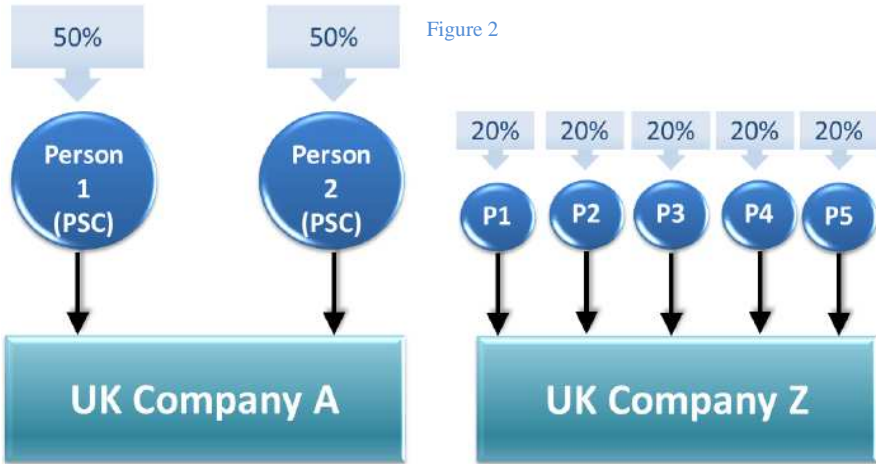 50%
50%
Figure 2
Person
1
(PSC)
Person
2
(PSC)
20%
20%
20%
20%
20%
P1
P2
P3
P4
P5
UK Company A
UK Company Z